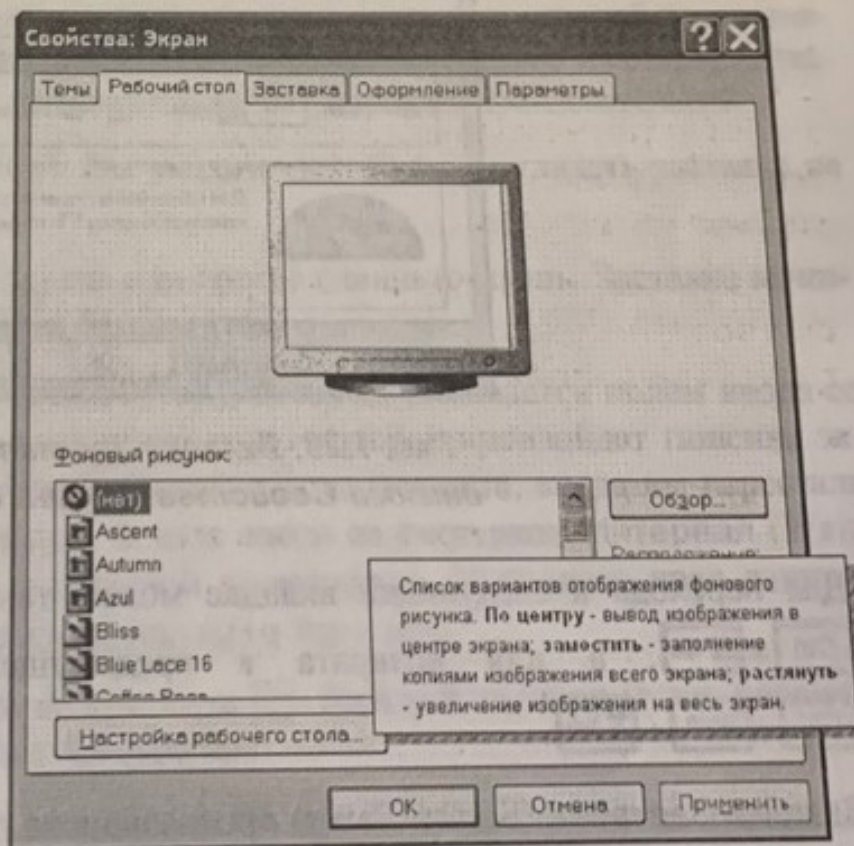 Свойства: Экран
Темы Рабочий стол Заставка Оформление Параметры
Фоновый рисунок:
(нет)
Ascent
Autumn
Azul
Bliss
Blue Lace 16
Обзор...
Расположение:
Список вариантов отображения фонового
рисунка. По центру - вывод изображения в
центре экрана; замостить - заполнение
копиями изображения всего экрана; растянуть
- увеличение изображения на весь экран.
Настройка рабочего стола...
OK Отмена Применить